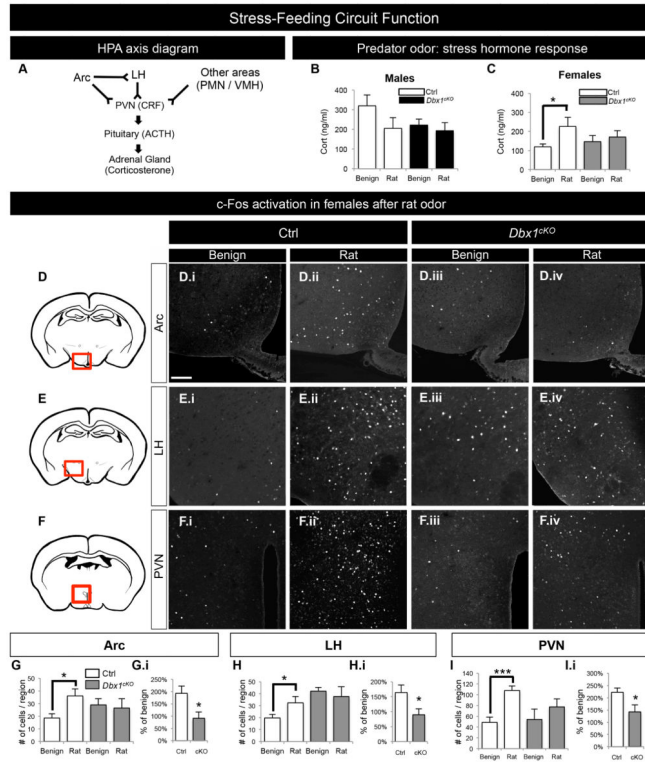 Stress-Feeding Circuit Function
HPA axis diagram
Predator odor: stress hormone response
A
Arc
LH
Other areas
(PMN / VMH)
PVN (CRF)
Pituitary (ACTH)
Adrenal Gland
(Corticosterone)
B
Males
Ctrl
Dbx1cKO
Cort (ng/ml)
400
300
200
100
0
Benign Rat Benign Rat
C
Females
Ctrl
Dbx1cKO
*
Cort (ng/ml)
400
300
200
100
0
Benign Rat Benign Rat
c-Fos activation in females after rat odor
Ctrl
Dbx1cKO
Benign
Rat
Benign
Rat
D
Arc
D.i
D.ii
D.iii
D.iv
E
LH
E.i
E.ii
E.iii
E.iv
F
PVN
F.i
F.ii
F.iii
F.iv
Arc
LH
PVN
G
Ctrl
Dbx1cKO
*
# of cells / region
50
40
30
20
10
0
Benign Rat Benign Rat
G.i
% of benign
300%
200%
100%
0%
*
Ctrl cKO
H
*
# of cells / region
50
40
30
20
10
0
Benign Rat Benign Rat
H.i
% of benign
300%
200%
100%
0%
*
Ctrl cKO
I
***
# of cells / region
140
120
100
80
60
40
20
0
Benign Rat Benign Rat
I.i
% of benign
300%
250%
200%
150%
100%
50%
0%
*
Ctrl cKO